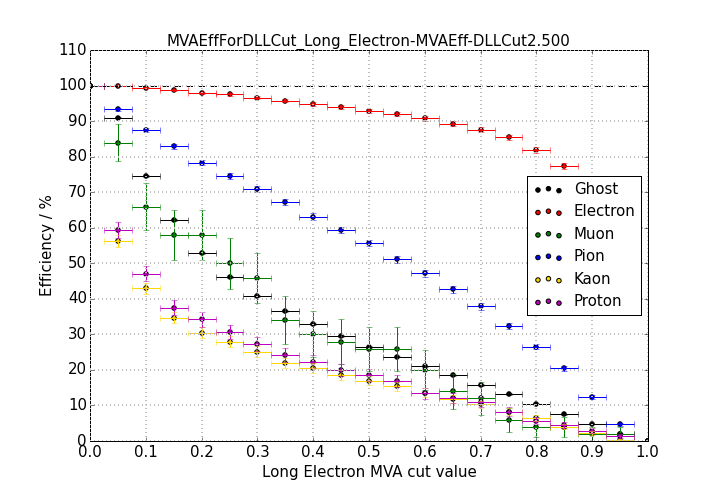 MVAEffForDLLCut_Long_Electron-MVAEff-DLLCut2.500
110
100
90
80
70
60
50
40
30
20
10
0
Efficiency / %
Ghost
Electron
Muon
Pion
Kaon
Proton
0.0 0.1 0.2 0.3 0.4 0.5 0.6 0.7 0.8 0.9 1.0
Long Electron MVA cut value